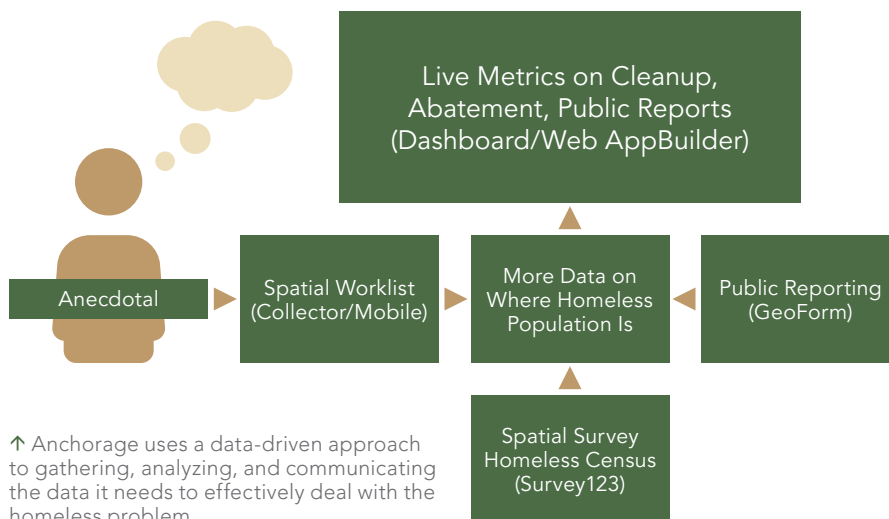 Live Metrics on Cleanup,
Abatement, Public Reports
(Dashboard/Web AppBuilder)
Anecdotal
Spatial Worklist
(Collector/Mobile)
More Data on
Where Homeless
Population Is
Public Reporting
(GeoForm)
Spatial Survey
Homeless Census
(Survey123)
↑ Anchorage uses a data-driven approach
to gathering, analyzing, and communicating
the data it needs to effectively deal with the
homeless problem